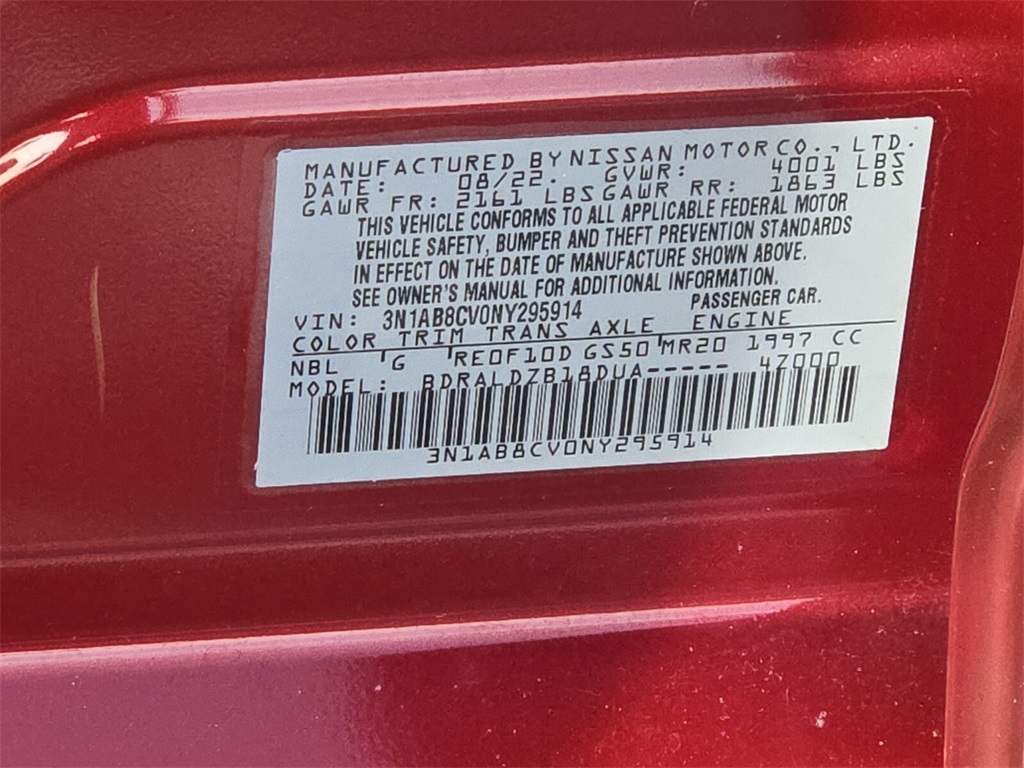 MANUFACTURED BY NISSAN MOTOR CO., LTD.
DATE: 08/22. GVWR: 4001 LBS
GAWR FR: 2161 LBS GAWR RR: 1863 LBS
THIS VEHICLE CONFORMS TO ALL APPLICABLE FEDERAL MOTOR
VEHICLE SAFETY, BUMPER AND THEFT PREVENTION STANDARDS
IN EFFECT ON THE DATE OF MANUFACTURE SHOWN ABOVE.
SEE OWNER'S MANUAL FOR ADDITIONAL INFORMATION.
VIN: 3N1AB8CV0NY295914 PASSENGER CAR.
COLOR TRIM TRANS AXLE ENGINE
NBL G RE0F10D GS50 MR20 1997 CC
MODEL: BDRALDZB18DUA----- 4Z000
3N1AB8CV0NY295914